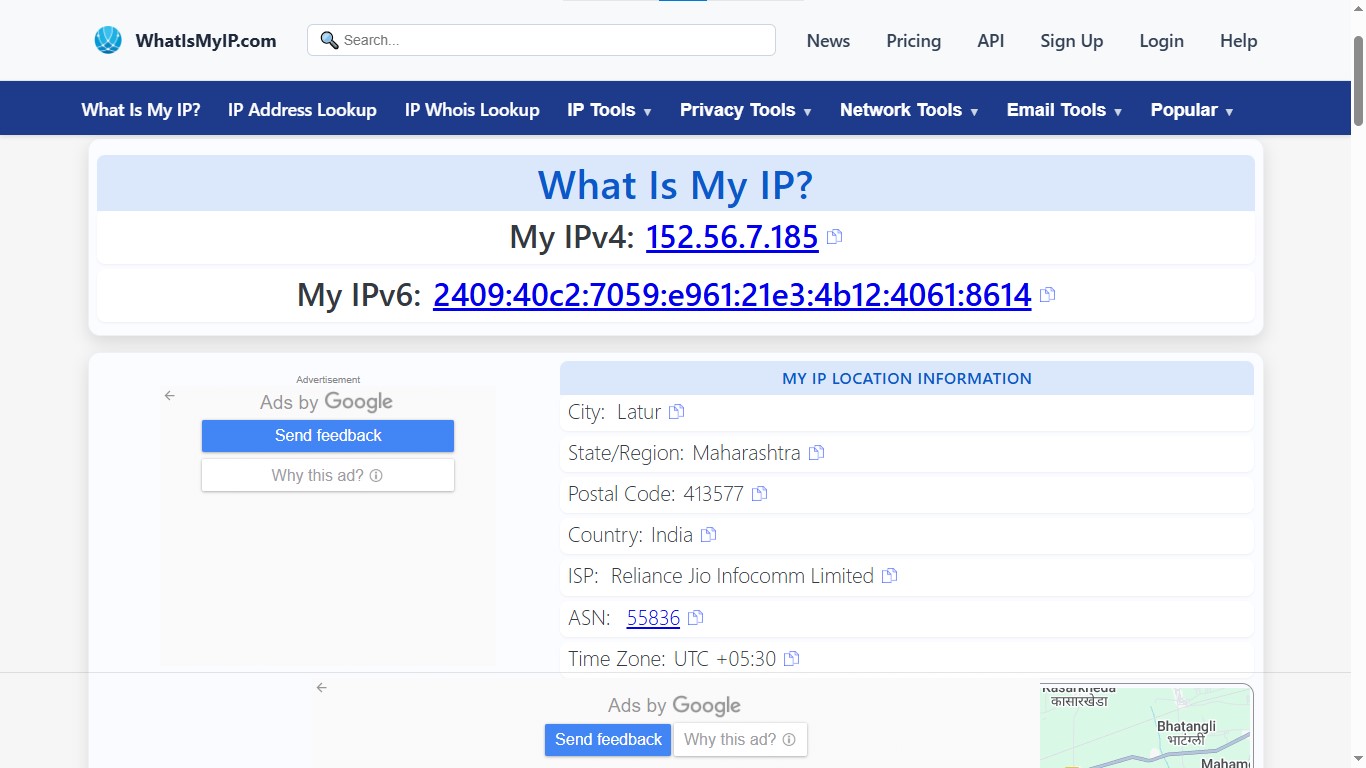 WhatIsMyIP.com
Search...
News
Pricing
API
Sign Up
Login
Help
What Is My IP?
IP Address Lookup
IP Whois Lookup
IP Tools ▼
Privacy Tools ▼
Network Tools ▼
Email Tools ▼
Popular ▼
What Is My IP?
My IPv4: 152.56.7.185
My IPv6: 2409:40c2:7059:e961:21e3:4b12:4061:8614
Advertisement
Ads by Google
Send feedback
Why this ad?
MY IP LOCATION INFORMATION
City: Latur
State/Region: Maharashtra
Postal Code: 413577
Country: India
ISP: Reliance Jio Infocomm Limited
ASN: 55836
Time Zone: UTC +05:30
Ads by Google
Send feedback
Why this ad?
Kasarkheda
कासारखेडा
Bhatangli
भाटंग्ली